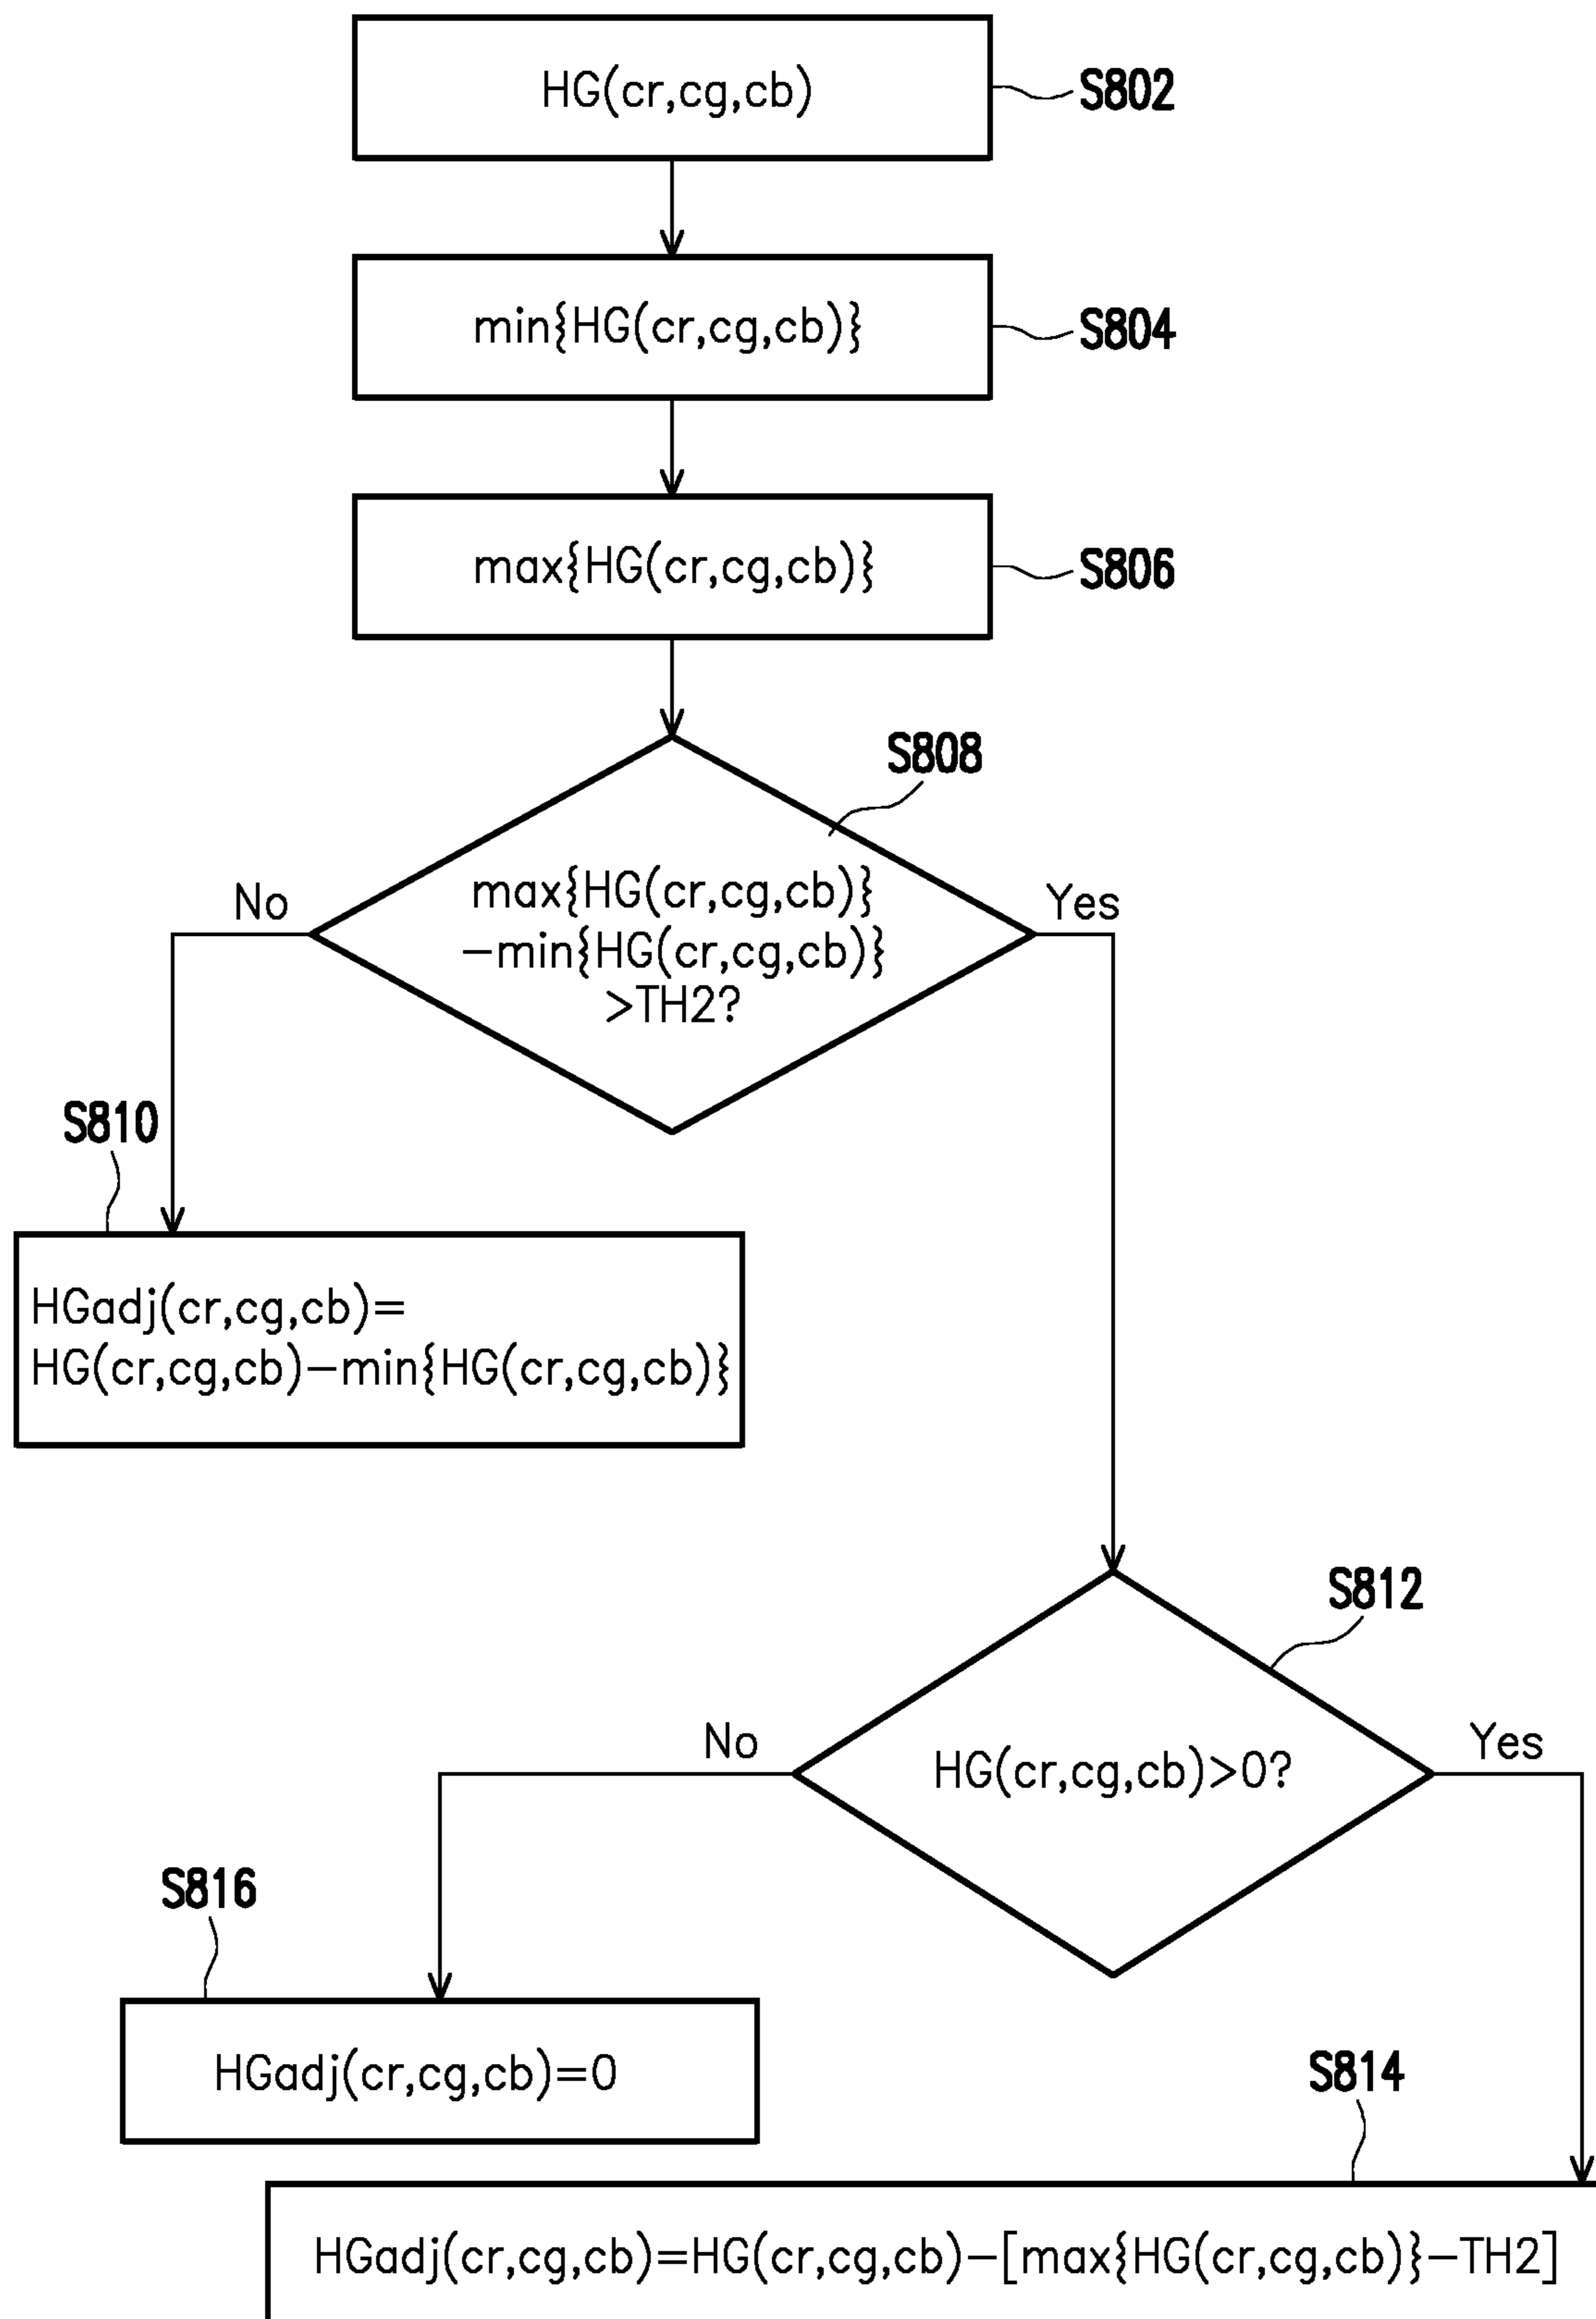 HG(cr,cg,cb)
S802
min{HG(cr,cg,cb)}
S804
max{HG(cr,cg,cb)}
S806
S808
max{HG(cr,cg,cb)}
−min{HG(cr,cg,cb)}
>TH2?
No
Yes
S810
HGadj(cr,cg,cb)=
HG(cr,cg,cb)−min{HG(cr,cg,cb)}
S812
HG(cr,cg,cb)>0?
No
Yes
S816
HGadj(cr,cg,cb)=0
S814
HGadj(cr,cg,cb)=HG(cr,cg,cb)−[max{HG(cr,cg,cb)}−TH2]